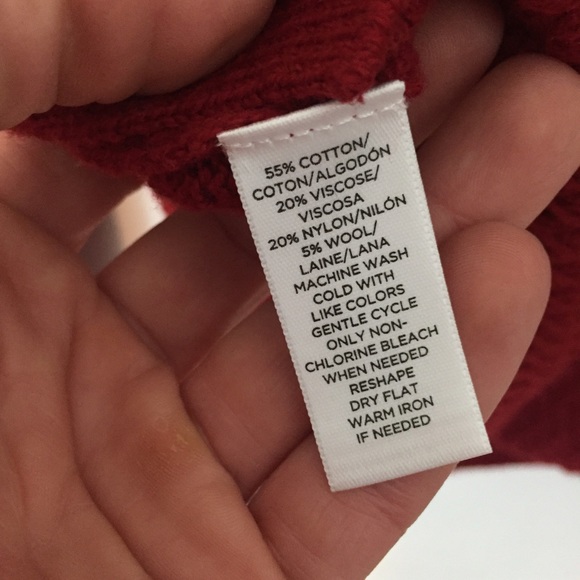 55% COTTON/
COTON/ALGODÓN
20% VISCOSE/
VISCOSA
20% NYLON/NILÓN
5% WOOL/
LAINE/LANA
MACHINE WASH
COLD WITH
LIKE COLORS
GENTLE CYCLE
ONLY NON-
CHLORINE BLEACH
WHEN NEEDED
RESHAPE
DRY FLAT
WARM IRON
IF NEEDED